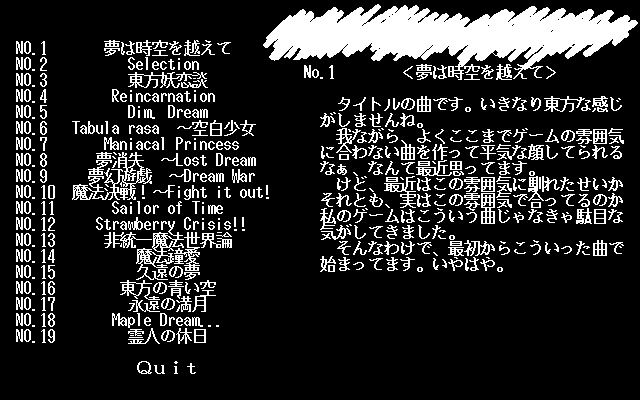 No.1 夢は時空を越えて
No.2 Selection
No.3 東方妖恋談
No.4 Reincarnation
No.5 Dim. Dream
No.6 Tabula rasa ～空白少女
No.7 Maniacal Princess
No.8 夢消失 ～Lost Dream
No.9 夢幻遊戯 ～Dream War
No.10 魔法決戦！～Fight it out!
No.11 Sailor of Time
No.12 Strawberry Crisis!!
No.13 非統一魔法世界論
No.14 魔法鐘愛
No.15 久遠の夢
No.16 東方の青い空
No.17 永遠の満月
No.18 Maple Dream...
No.19 霊人の休日
Ｑｕｉｔ
No.1 ＜夢は時空を越えて＞
タイトルの曲です。いきなり東方な感じ
がしませんね。
我ながら、よくここまでゲームの雰囲気
に合わない曲を作って平気な顔してられる
なぁ、なんて最近思ってます。
けど、最近はこの雰囲気に馴れたせいか
それとも、実はこの雰囲気で合ってるのか
私のゲームはこういう曲じゃなきゃ駄目な
気がしてきました。
そんなわけで、最初からこういった曲で
始まってます。いやはや。